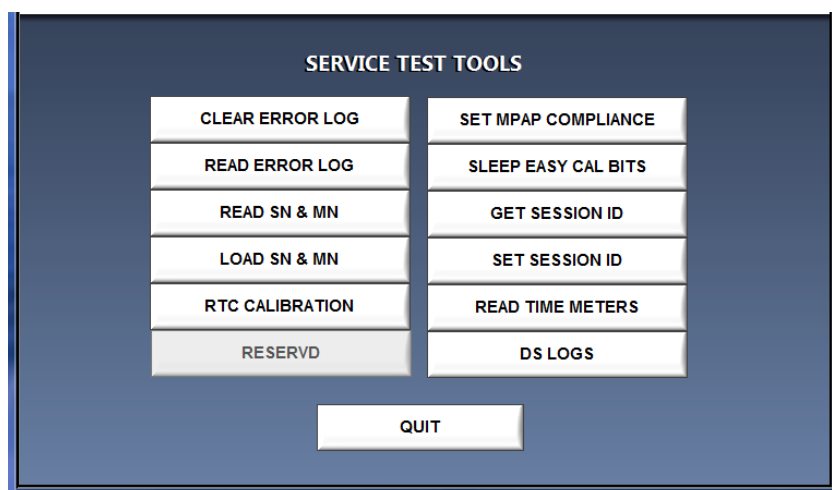 SERVICE TEST TOOLS
CLEAR ERROR LOG
READ ERROR LOG
READ SN & MN
LOAD SN & MN
RTC CALIBRATION
RESERVD
SET MPAP COMPLIANCE
SLEEP EASY CAL BITS
GET SESSION ID
SET SESSION ID
READ TIME METERS
DS LOGS
QUIT